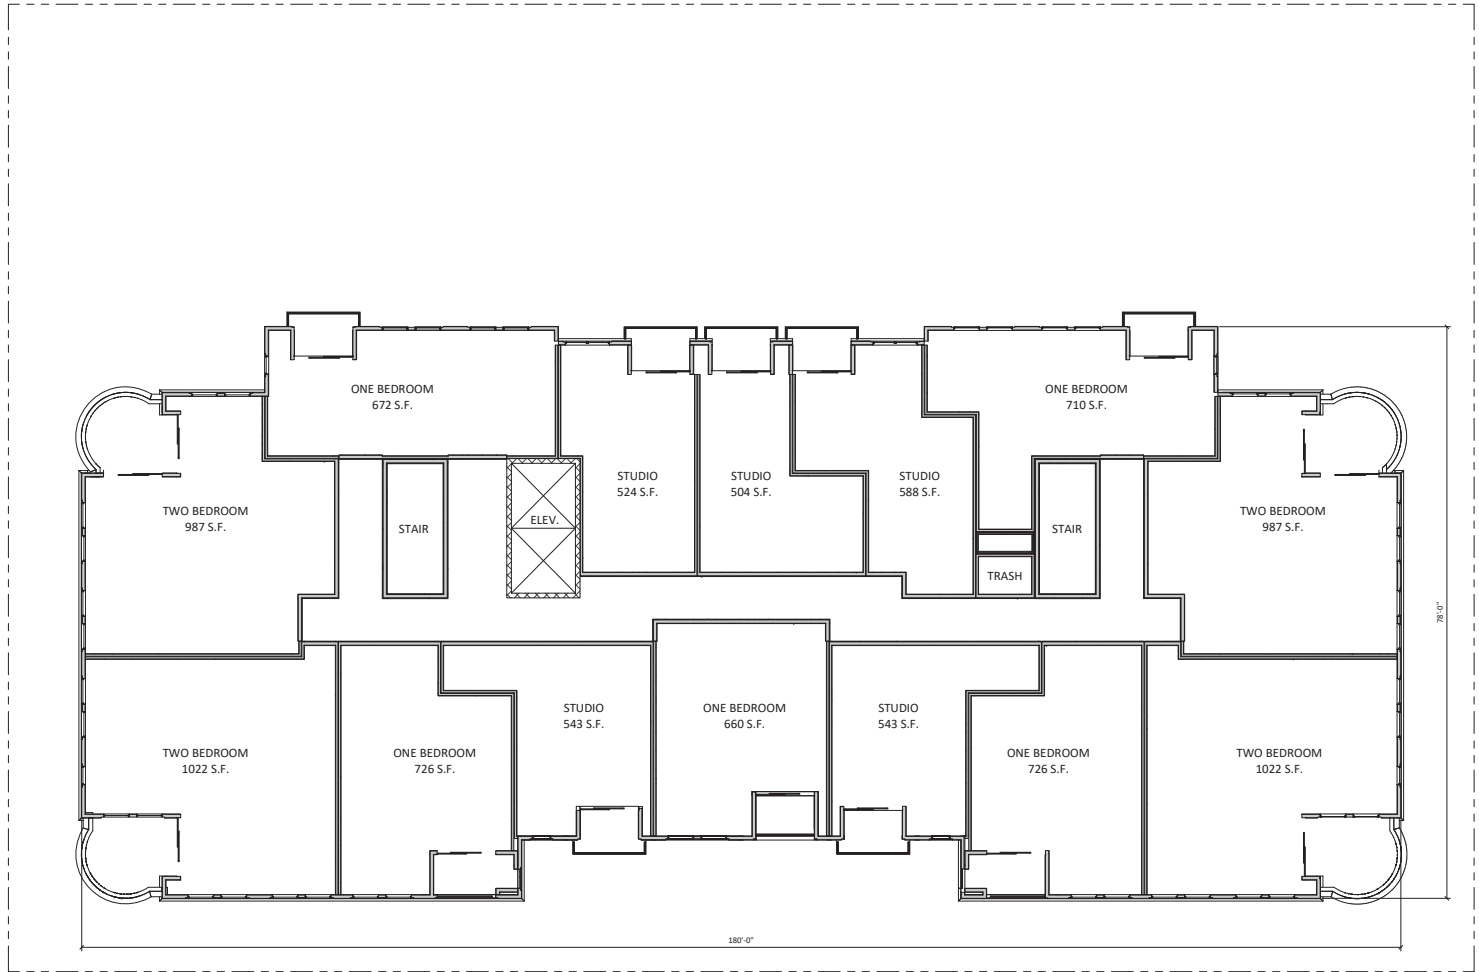 ONE BEDROOM
672 S.F.
ONE BEDROOM
710 S.F.
STUDIO
524 S.F.
STUDIO
504 S.F.
STUDIO
588 S.F.
TWO BEDROOM
987 S.F.
STAIR
ELEV.
STAIR
TWO BEDROOM
987 S.F.
TRASH
78'-0"
STUDIO
543 S.F.
ONE BEDROOM
660 S.F.
STUDIO
543 S.F.
TWO BEDROOM
1022 S.F.
ONE BEDROOM
726 S.F.
ONE BEDROOM
726 S.F.
TWO BEDROOM
1022 S.F.
180'-0"